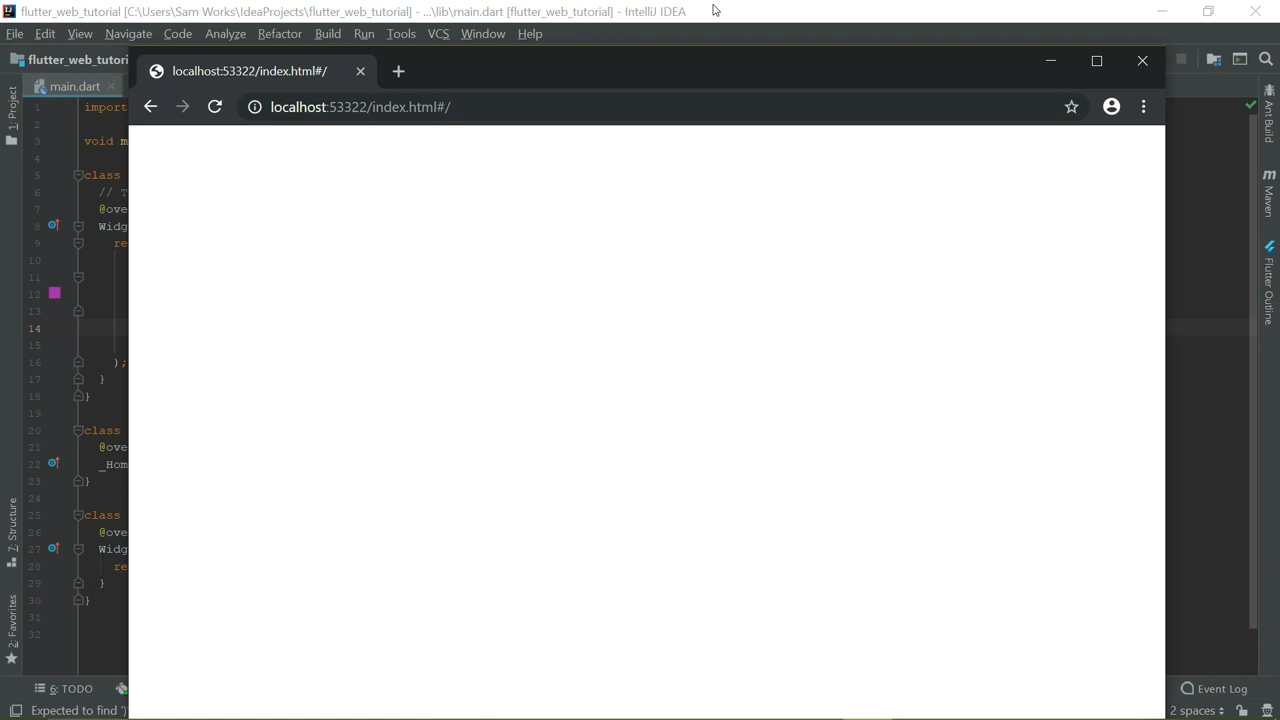 flutter_web_tutorial [C:\Users\Sam Works\IdeaProjects\flutter_web_tutorial] - ...\lib\main.dart [flutter_web_tutorial] - IntelliJ IDEA
File Edit View Navigate Code Analyze Refactor Build Run Tools VCS Window Help
flutter_web_tutori
localhost:53322/index.html#/
main.dart
localhost:53322/index.html#/
1: Project
7: Structure
2: Favorites
1 import
2
3 void m
4
5 class
6 // T
7 @ove
8 Widg
9 re
10
11
12
13
14
15
16 );
17 }
18 }
19
20 class
21 @ove
22 _Hom
23 }
24
25 class
26 @ove
27 Widg
28 re
29 }
30 }
31
32
Ant Build
Maven
Flutter Outline
6: TODO
Event Log
Expected to find ')'
2 spaces